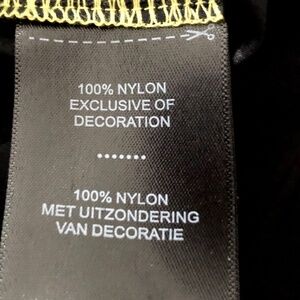 100% NYLON
EXCLUSIVE OF
DECORATION
100% NYLON
MET UITZONDERING
VAN DECORATIE